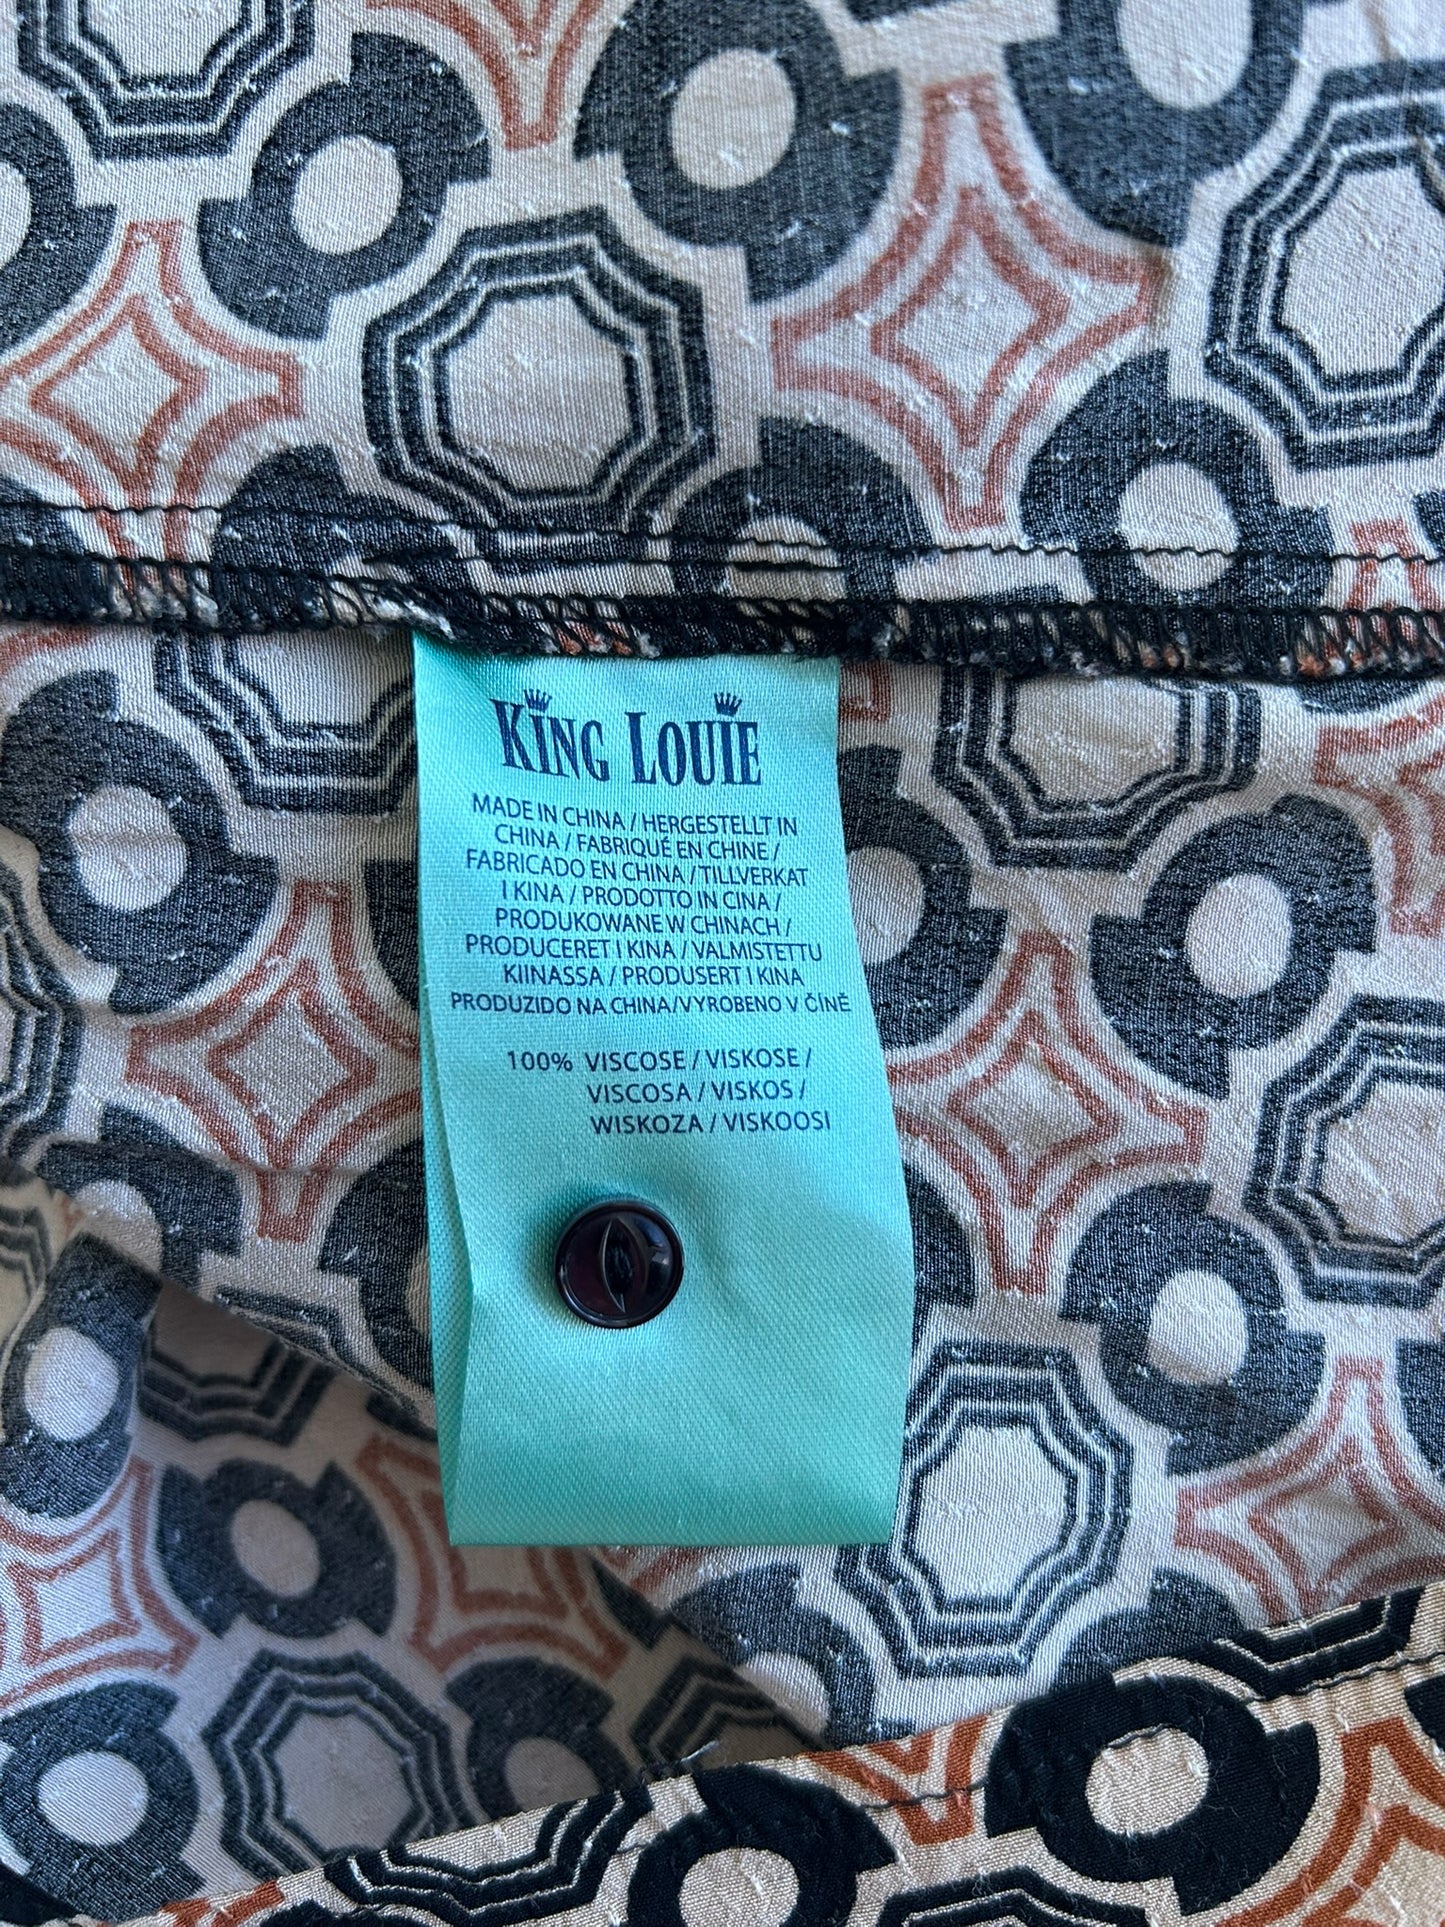 KING LOUIE
MADE IN CHINA / HERGESTELLT IN
CHINA / FABRIQUÉ EN CHINE /
FABRICADO EN CHINA / TILLVERKAT
I KINA / PRODOTTO IN CINA /
PRODUKOWANE W CHINACH /
PRODUCERET I KINA / VALMISTETTU
KIINASSA / PRODUSERT I KINA
PRODUZIDO NA CHINA/VYROBENO V ČÍNĚ
100% VISCOSE / VISKOSE /
VISCOSA / VISKOS /
WISKOZA / VISKOOSI